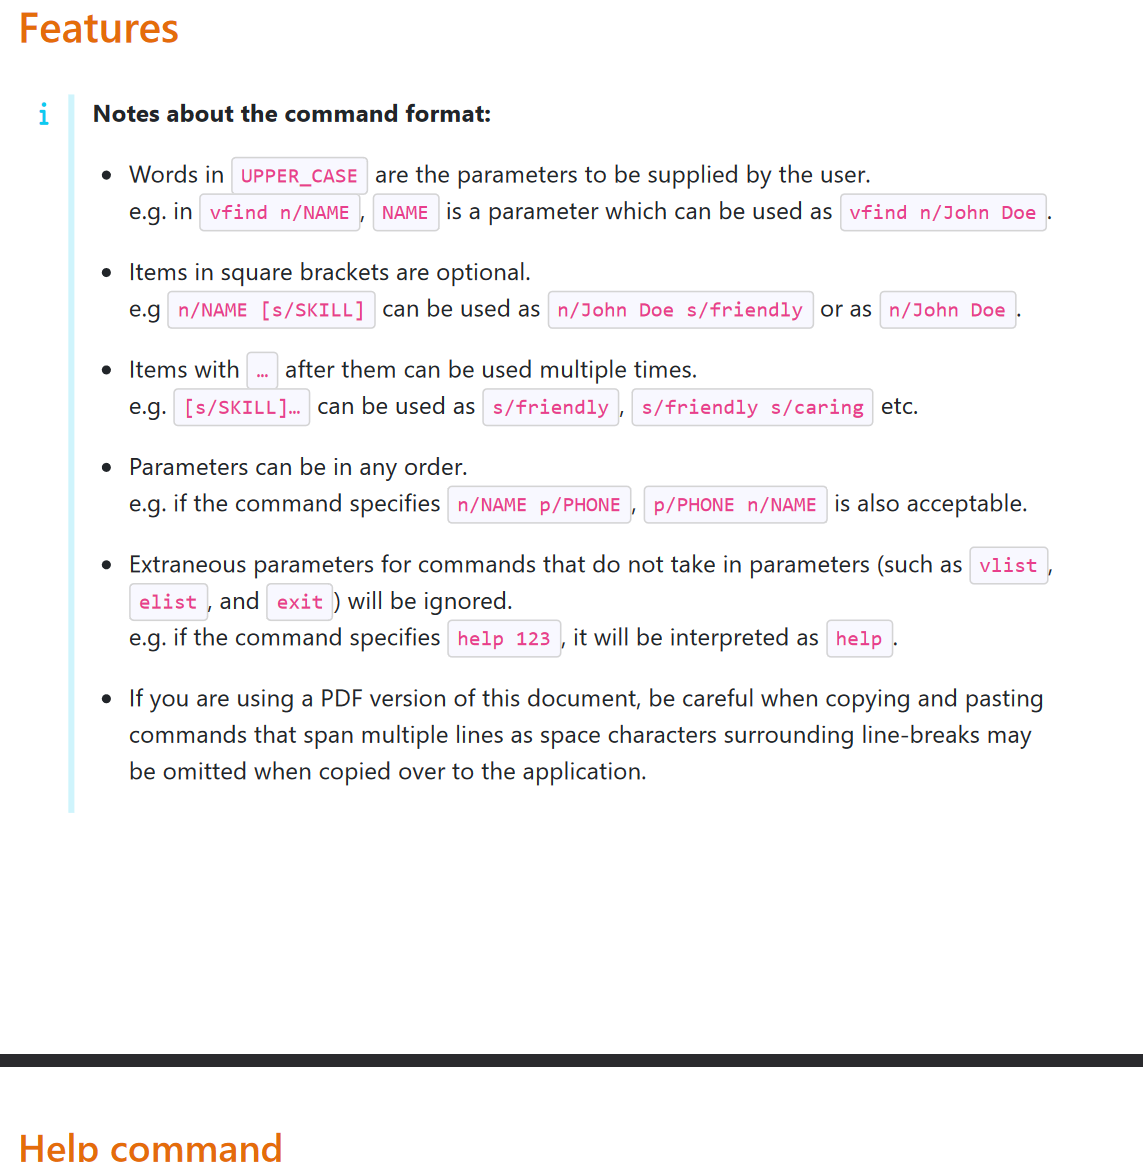 Features
i
Notes about the command format:
• Words in UPPER_CASE are the parameters to be supplied by the user.
e.g. in vfind n/NAME , NAME is a parameter which can be used as vfind n/John Doe .
• Items in square brackets are optional.
e.g n/NAME [s/SKILL] can be used as n/John Doe s/friendly or as n/John Doe .
• Items with … after them can be used multiple times.
e.g. [s/SKILL]… can be used as s/friendly , s/friendly s/caring etc.
• Parameters can be in any order.
e.g. if the command specifies n/NAME p/PHONE , p/PHONE n/NAME is also acceptable.
• Extraneous parameters for commands that do not take in parameters (such as vlist ,
elist , and exit ) will be ignored.
e.g. if the command specifies help 123 , it will be interpreted as help .
• If you are using a PDF version of this document, be careful when copying and pasting
commands that span multiple lines as space characters surrounding line-breaks may
be omitted when copied over to the application.
Help command